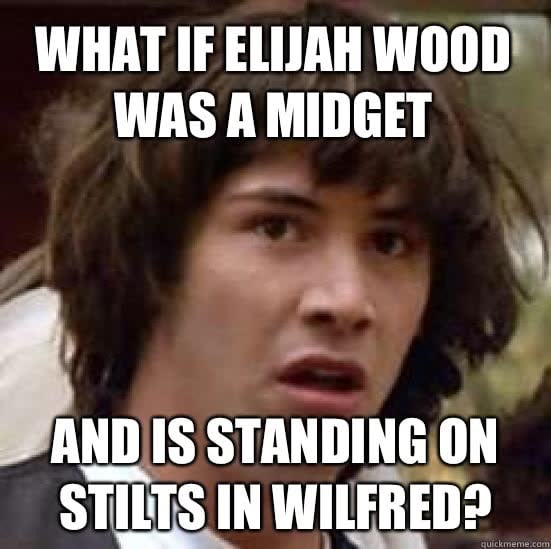 WHAT IF ELIJAH WOOD
WAS A MIDGET
AND IS STANDING ON
STILTS IN WILFRED?
quickmeme.com